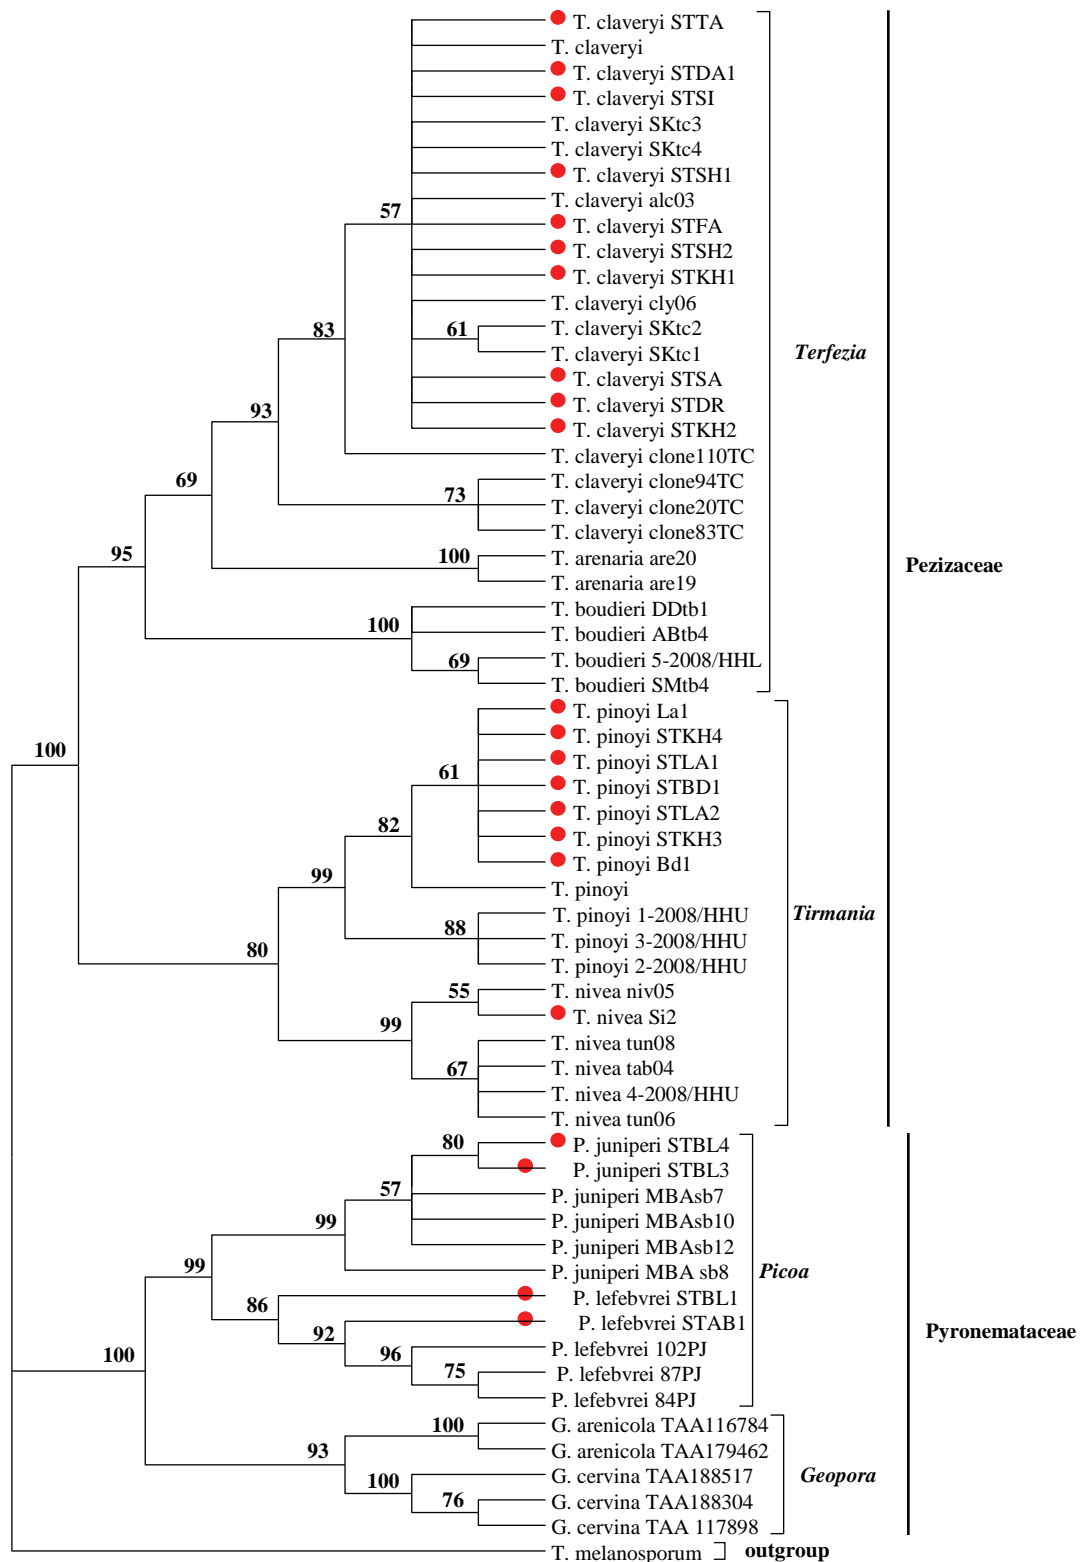 T. claveryi STTA
T. claveryi
T. claveryi STDA1
T. claveryi STSI
T. claveryi SKtc3
T. claveryi SKtc4
T. claveryi STSH1
T. claveryi alc03
57
T. claveryi STFA
T. claveryi STSH2
T. claveryi STKH1
T. claveryi cly06
T. claveryi SKtc2
83
61
Terfezia
T. claveryi SKtc1
T. claveryi STSA
T. claveryi STDR
93
T. claveryi STKH2
T. claveryi clone110TC
T. claveryi clone94TC
69
73
T. claveryi clone20TC
T. claveryi clone83TC
T. arenaria are20
95
100
Pezizaceae
T. arenaria are19
T. boudieri DDtb1
100
T. boudieri ABtb4
T. boudieri 5-2008/HHL
69
T. boudieri SMtb4
T. pinoyi La1
T. pinoyi STKH4
100
T. pinoyi STLA1
61
T. pinoyi STBD1
T. pinoyi STLA2
82
T. pinoyi STKH3
T. pinoyi Bd1
99
T. pinoyi
T. pinoyi 1-2008/HHU
Tirmania
88
T. pinoyi 3-2008/HHU
80
T. pinoyi 2-2008/HHU
T. nivea niv05
55
T. nivea Si2
99
T. nivea tun08
T. nivea tab04
67
T. nivea 4-2008/HHU
T. nivea tun06
80
P. juniperi STBL4
P. juniperi STBL3
57
P. juniperi MBAsb7
P. juniperi MBAsb10
99
P. juniperi MBAsb12
99
P. juniperi MBA sb8
Picoa
P. lefebvrei STBL1
86
P. lefebvrei STAB1
92
Pyronemataceae
P. lefebvrei 102PJ
100
96
P. lefebvrei 87PJ
75
P. lefebvrei 84PJ
G. arenicola TAA116784
100
G. arenicola TAA179462
93
G. cervina TAA188517
Geopora
100
G. cervina TAA188304
76
G. cervina TAA 117898
T. melanosporum
outgroup